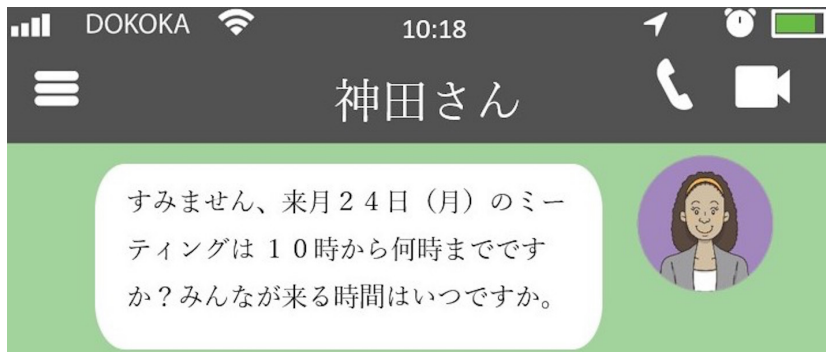 DOKOKA 10:18
神田さん
すみません、来月２４日（月）のミー
ティングは １０時から何時までです
か？みんなが来る時間はいつですか。